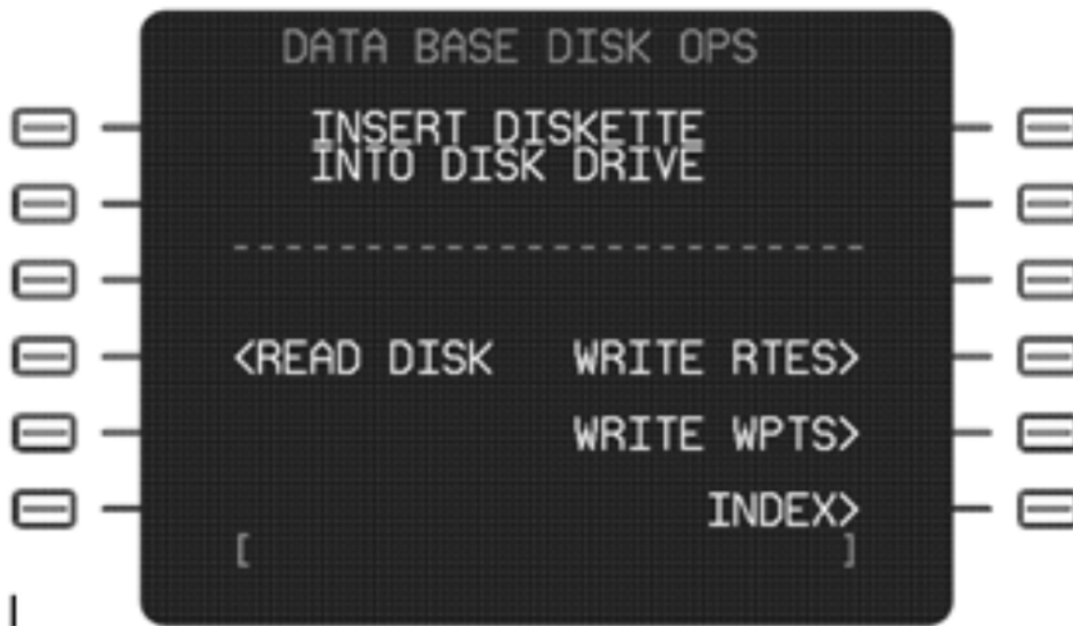 DATA BASE DISK OPS
INSERT DISKETTE
INTO DISK DRIVE
-----------------------
<READ DISK WRITE RTES>
WRITE WPTS>
INDEX>
[ ]